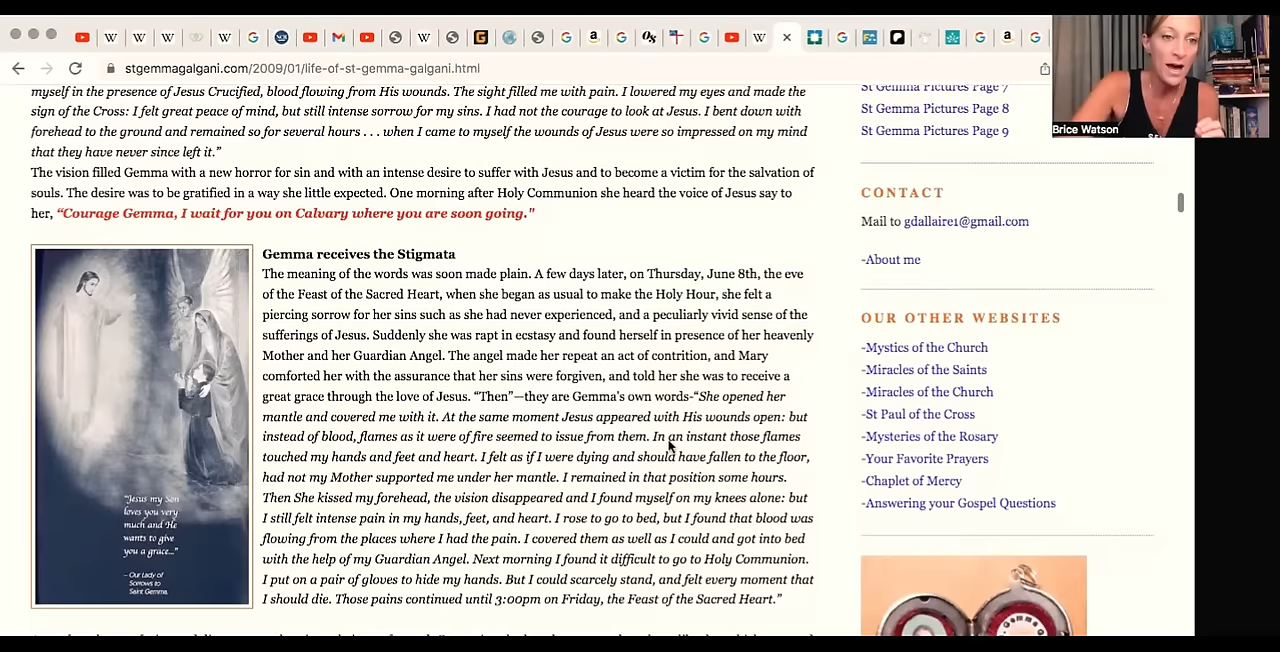 stgemmagalgani.com/2009/01/life-of-st-gemma-galgani.html
Brice Watson
myself in the presence of Jesus Crucified, blood flowing from His wounds. The sight filled me with pain. I lowered my eyes and made the
sign of the Cross: I felt great peace of mind, but still intense sorrow for my sins. I had not the courage to look at Jesus. I bent down with
forehead to the ground and remained so for several hours . . . when I came to myself the wounds of Jesus were so impressed on my mind
that they have never since left it.”
The vision filled Gemma with a new horror for sin and with an intense desire to suffer with Jesus and to become a victim for the salvation of
souls. The desire was to be gratified in a way she little expected. One morning after Holy Communion she heard the voice of Jesus say to
her, “Courage Gemma, I wait for you on Calvary where you are soon going."
Gemma receives the Stigmata
The meaning of the words was soon made plain. A few days later, on Thursday, June 8th, the eve
of the Feast of the Sacred Heart, when she began as usual to make the Holy Hour, she felt a
piercing sorrow for her sins such as she had never experienced, and a peculiarly vivid sense of the
sufferings of Jesus. Suddenly she was rapt in ecstasy and found herself in presence of her heavenly
Mother and her Guardian Angel. The angel made her repeat an act of contrition, and Mary
comforted her with the assurance that her sins were forgiven, and told her she was to receive a
great grace through the love of Jesus. “Then”—they are Gemma's own words-“She opened her
mantle and covered me with it. At the same moment Jesus appeared with His wounds open: but
instead of blood, flames as it were of fire seemed to issue from them. In an instant those flames
touched my hands and feet and heart. I felt as if I were dying and should have fallen to the floor,
had not my Mother supported me under her mantle. I remained in that position some hours.
Then She kissed my forehead, the vision disappeared and I found myself on my knees alone: but
I still felt intense pain in my hands, feet, and heart. I rose to go to bed, but I found that blood was
flowing from the places where I had the pain. I covered them as well as I could and got into bed
with the help of my Guardian Angel. Next morning I found it difficult to go to Holy Communion.
I put on a pair of gloves to hide my hands. But I could scarcely stand, and felt every moment that
I should die. Those pains continued until 3:00pm on Friday, the Feast of the Sacred Heart.”
"Jesus my Son
loves you very
much and He
wants to give
you a grace..."
– Our Lady of
Sorrows to
Saint Gemma.
St Gemma Pictures Page 7
St Gemma Pictures Page 8
St Gemma Pictures Page 9
CONTACT
Mail to gdallaire1@gmail.com
-About me
OUR OTHER WEBSITES
-Mystics of the Church
-Miracles of the Saints
-Miracles of the Church
-St Paul of the Cross
-Mysteries of the Rosary
-Your Favorite Prayers
-Chaplet of Mercy
-Answering your Gospel Questions